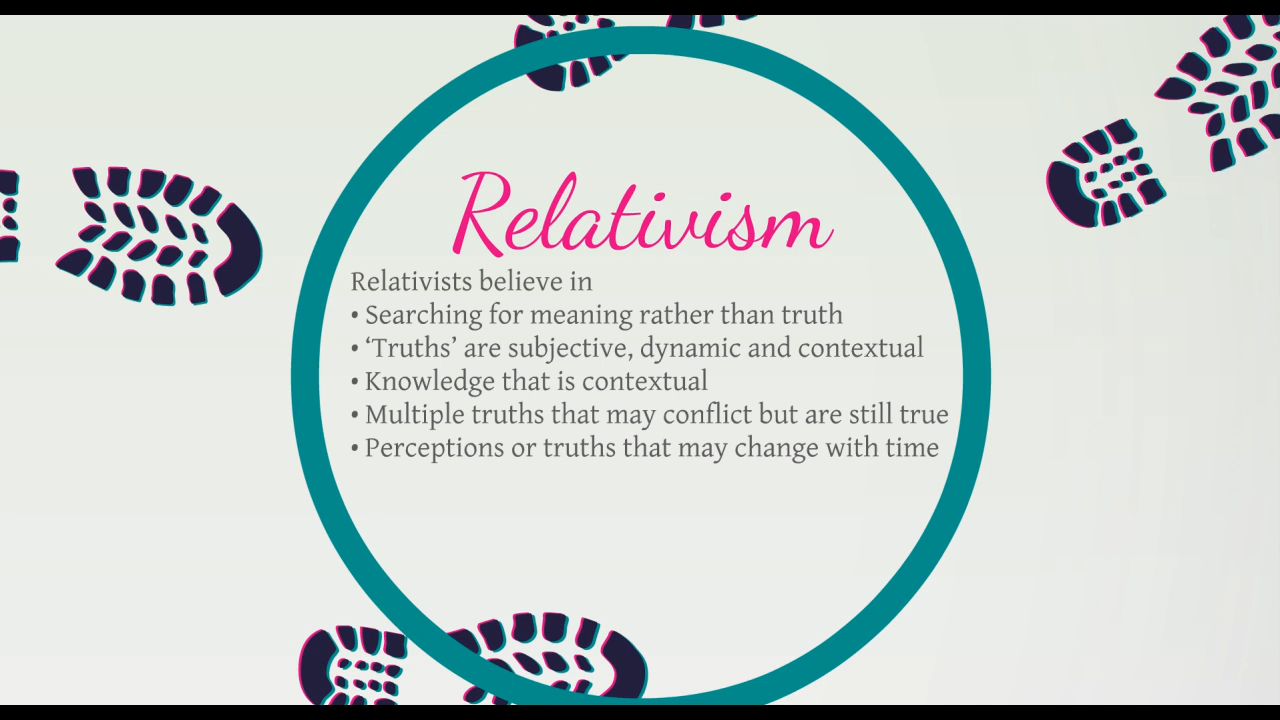 Relativism
Relativists believe in
• Searching for meaning rather than truth
• ‘Truths’ are subjective, dynamic and contextual
• Knowledge that is contextual
• Multiple truths that may conflict but are still true
• Perceptions or truths that may change with time